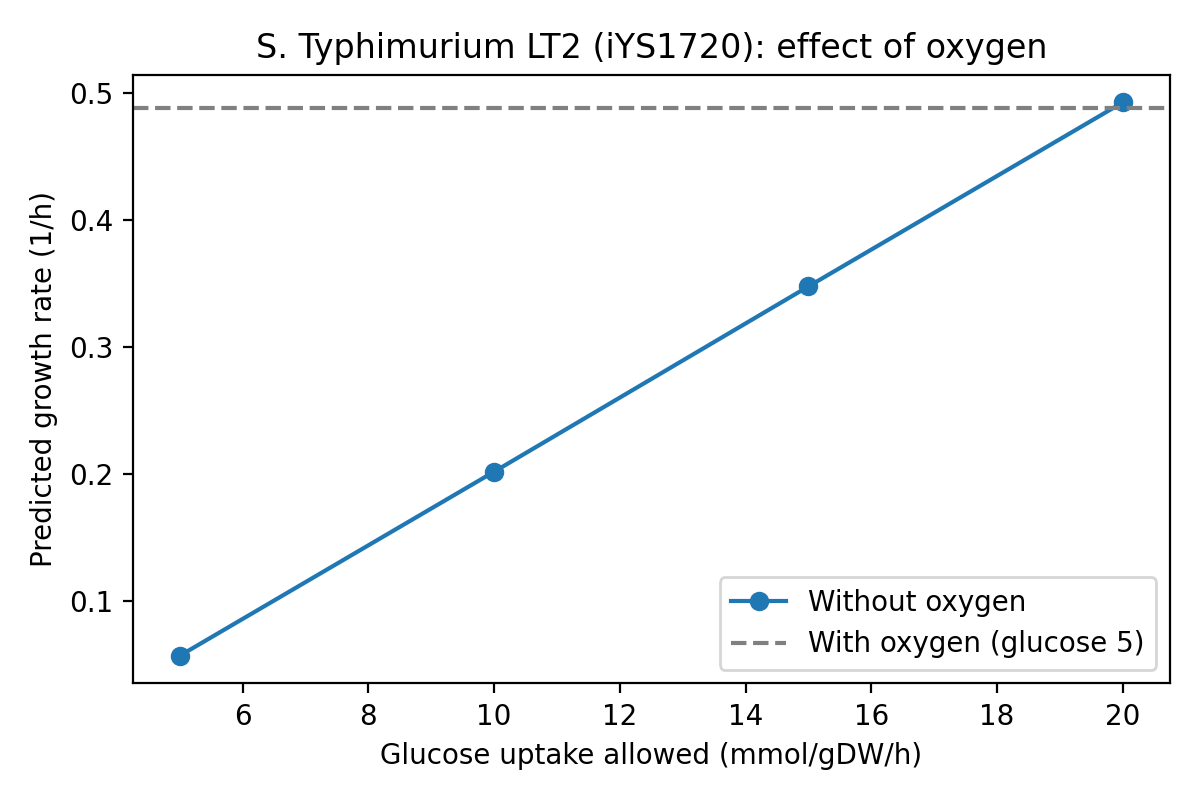 S. Typhimurium LT2 (iYS1720): effect of oxygen
Predicted growth rate (1/h)
0.5
0.4
0.3
0.2
0.1
Without oxygen
With oxygen (glucose 5)
6 8 10 12 14 16 18 20
Glucose uptake allowed (mmol/gDW/h)